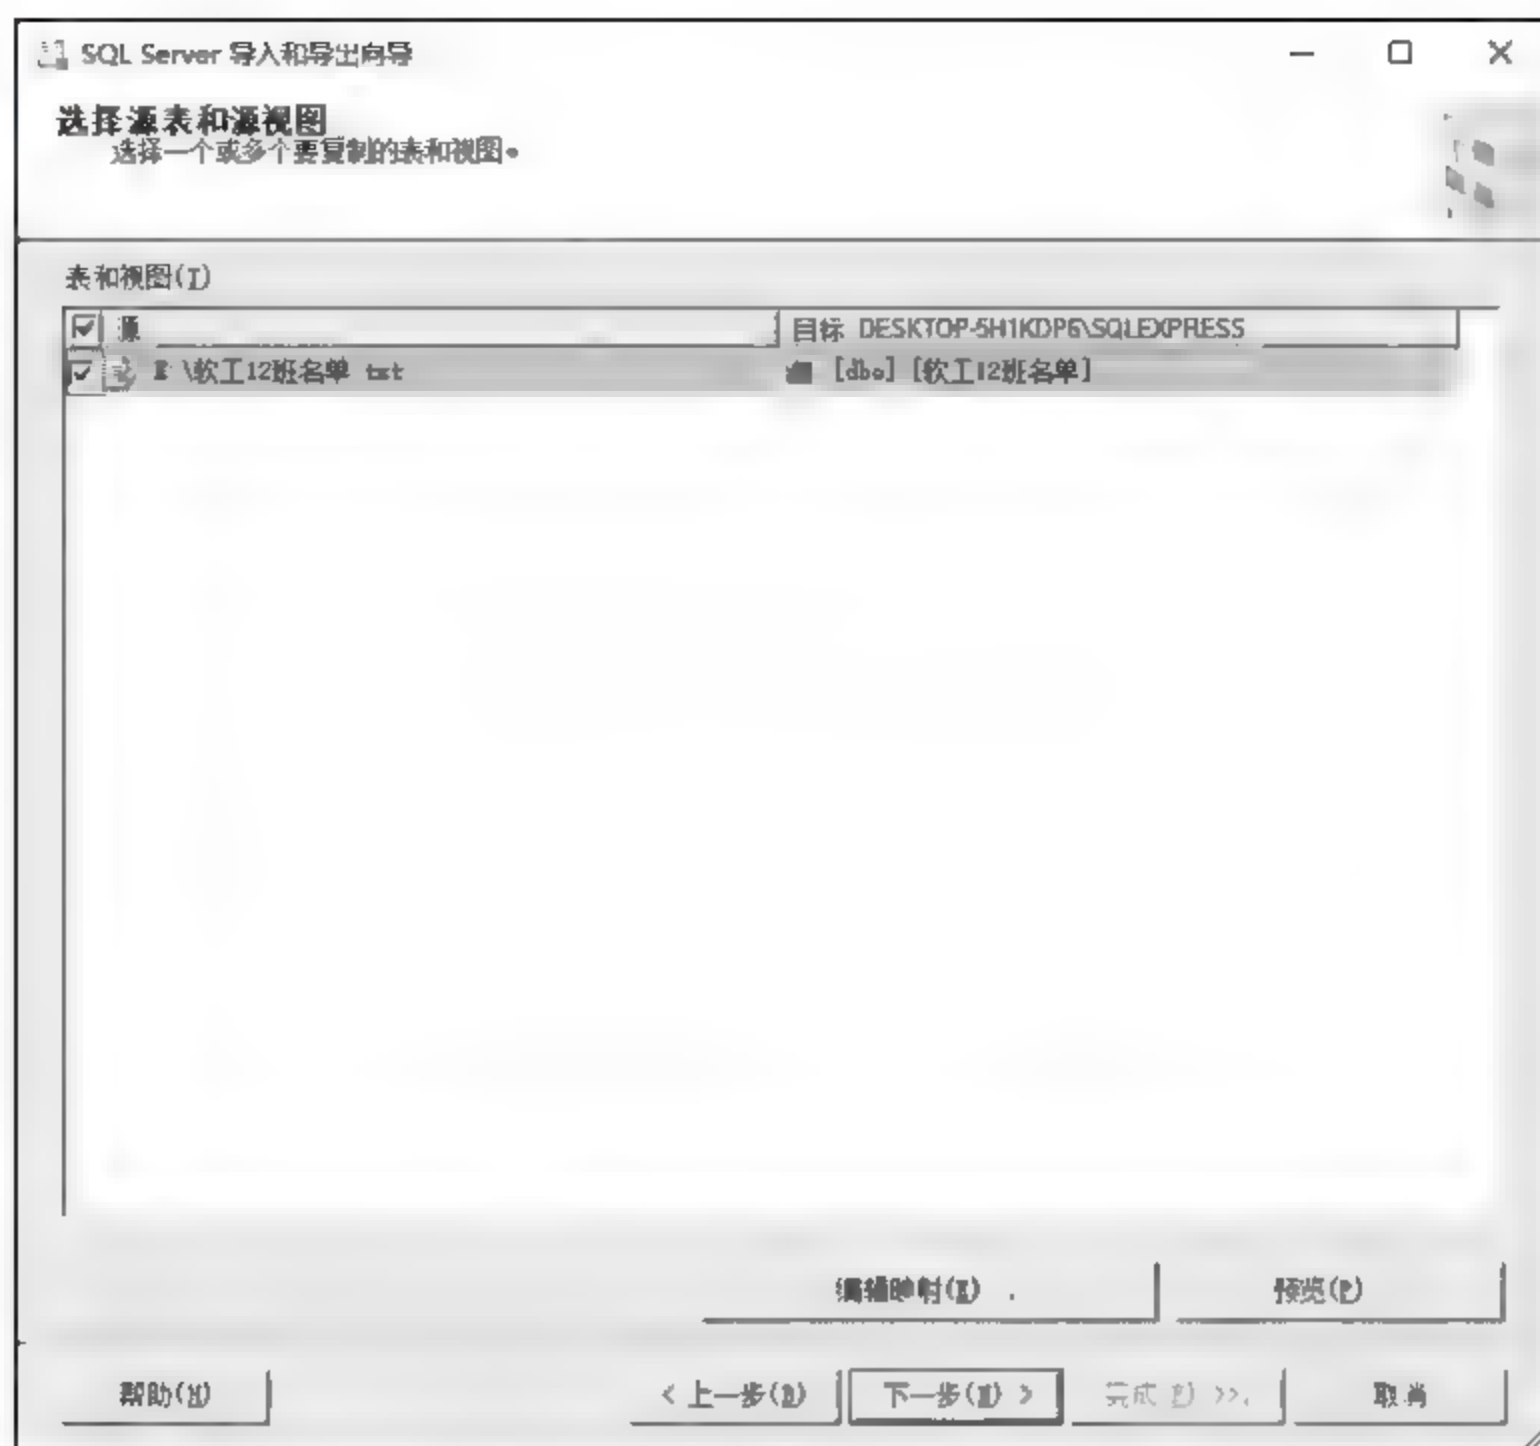 SQL Server 导入和导出向导
选择源表和源视图
选择一个或多个要复制的表和视图。
表和视图(T)
源 目标 DESKTOP-5H1KDP6\SQLEXPRESS
E \软工12班名单 txt [dbo] [软工12班名单]
编辑映射(E) . 预览(P)
帮助(H) < 上一步(B) 下一步(N) > 完成 F) >>. 取消